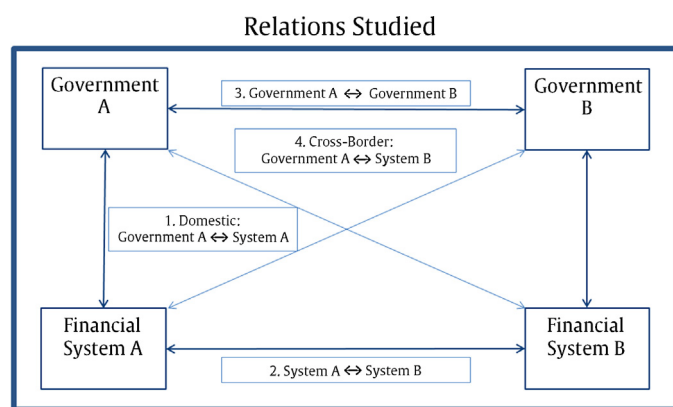 Relations Studied
Government
A
3. Government A ↔ Government B
Government
B
4. Cross-Border:
Government A ↔ System B
1. Domestic:
Government A ↔ System A
Financial
System A
Financial
System B
2. System A ↔ System B